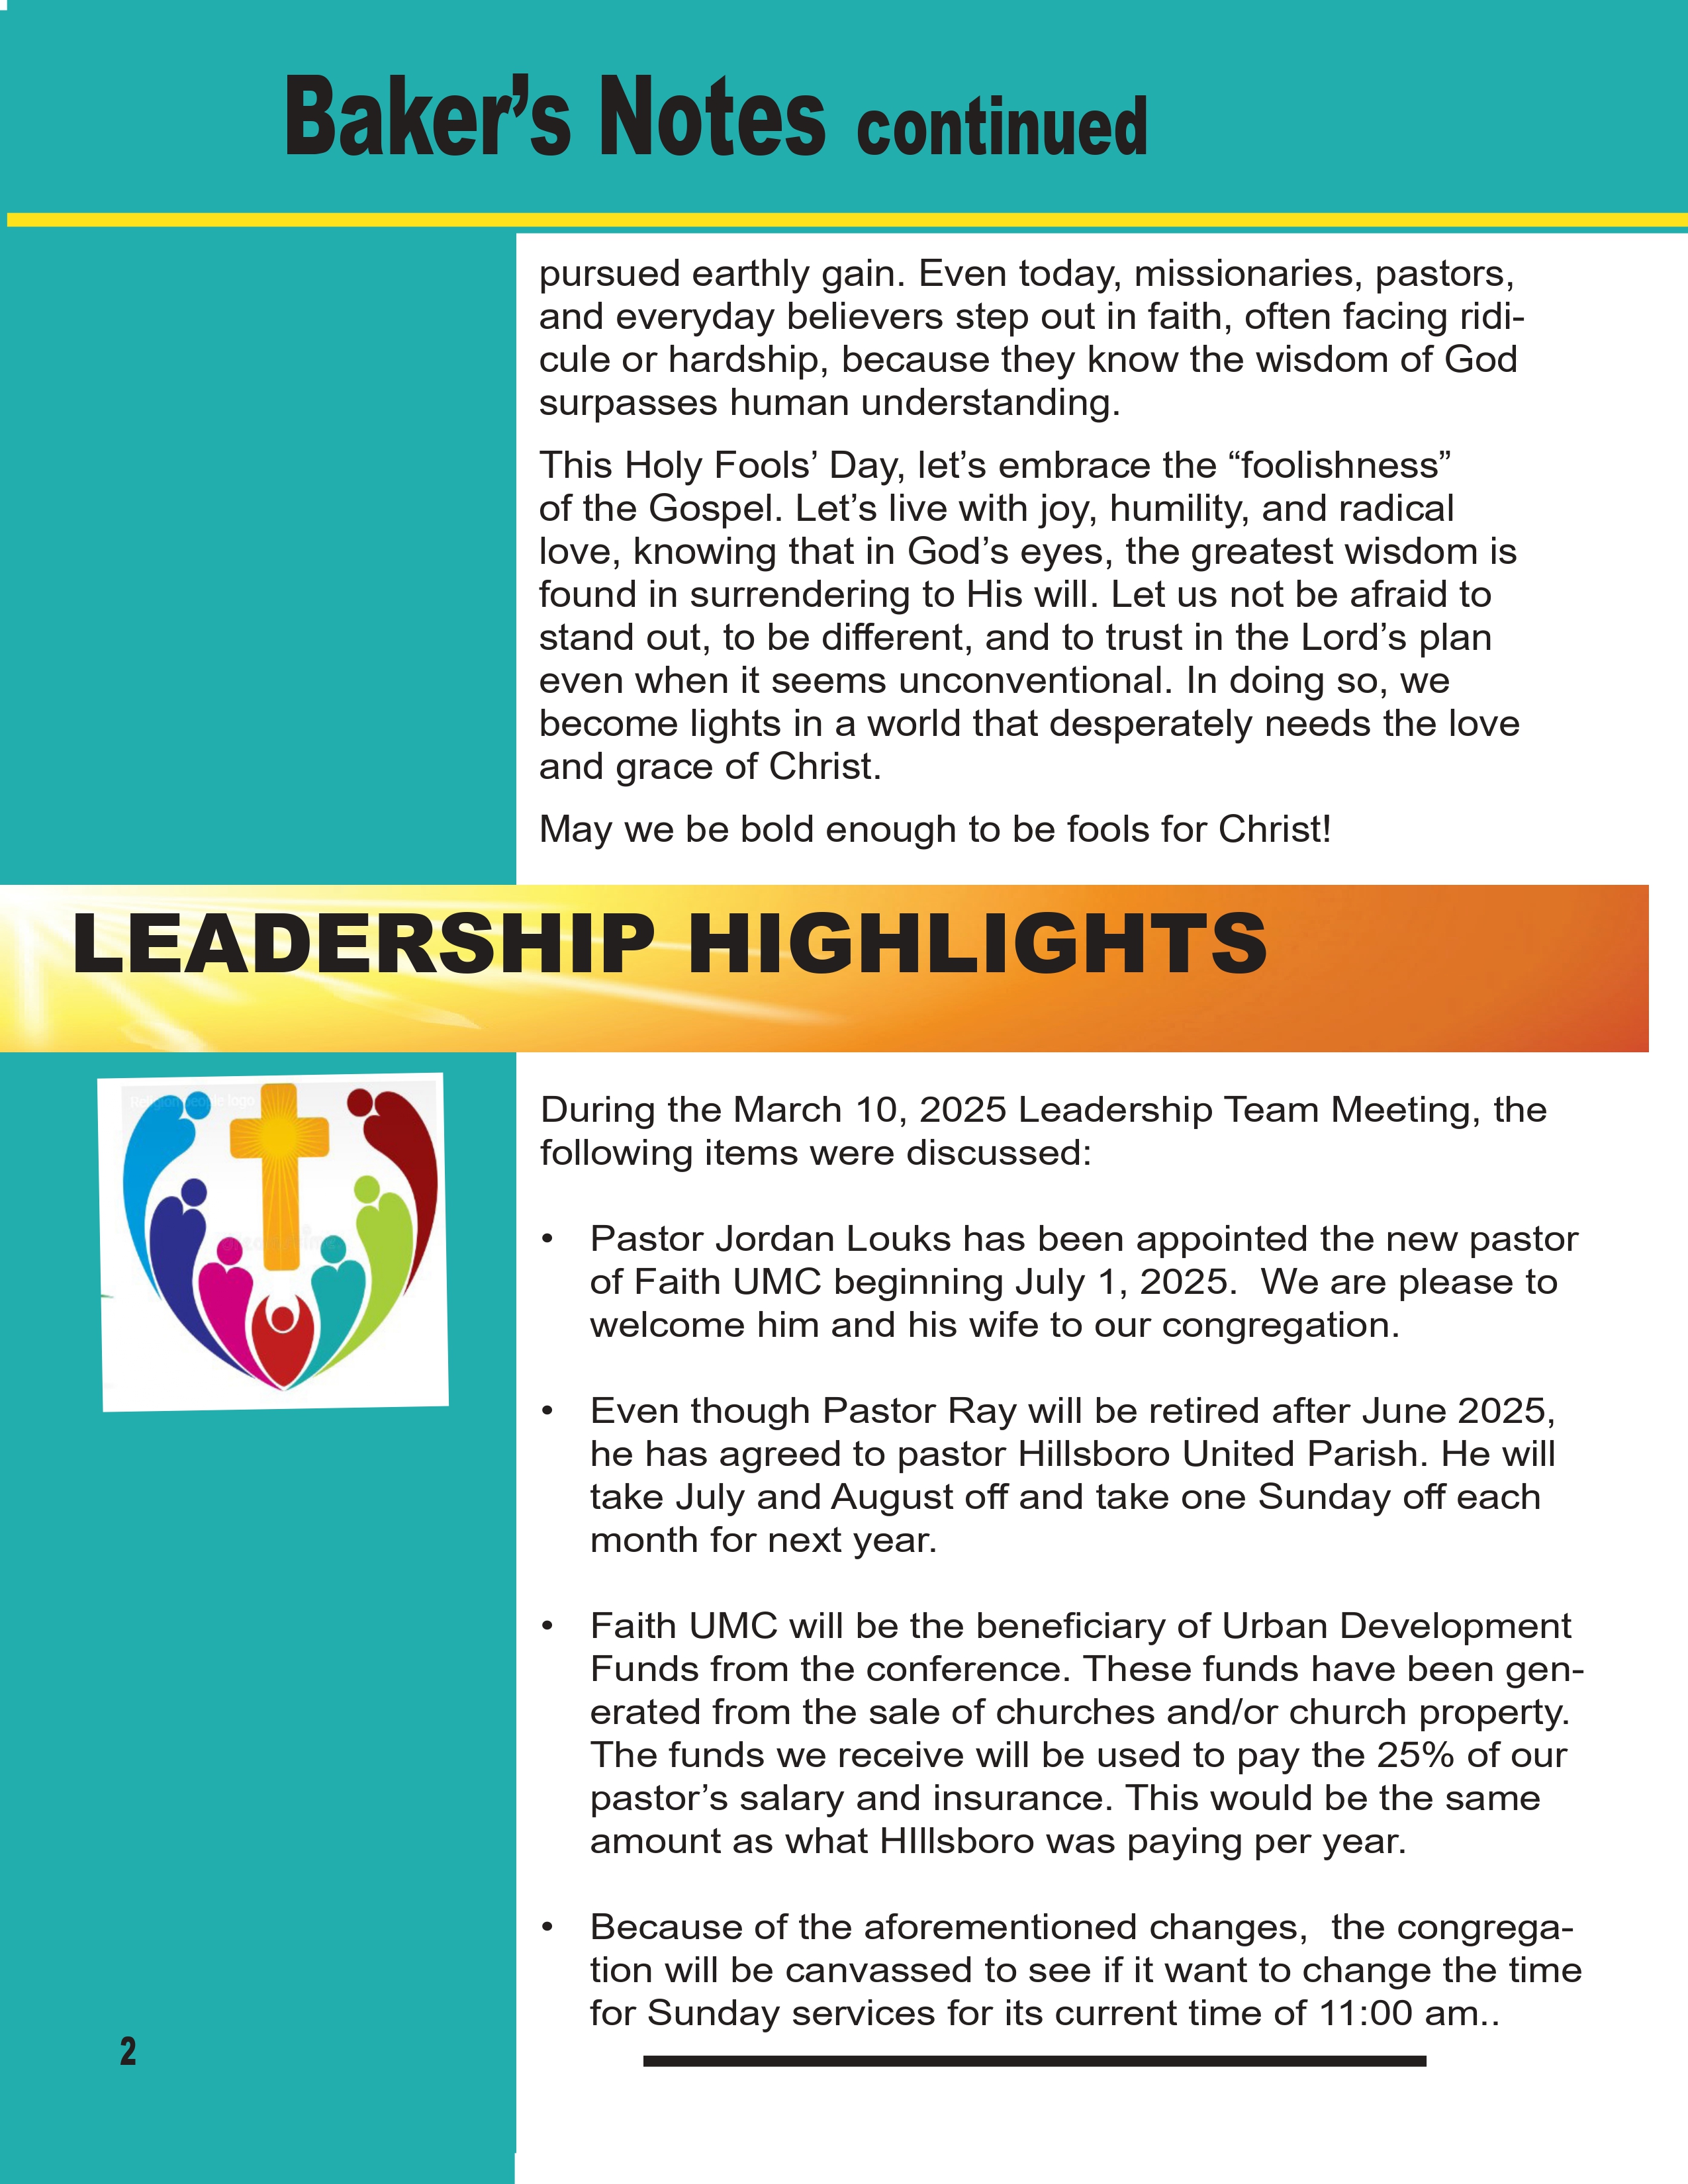 Baker’s Notes continued
pursued earthly gain. Even today, missionaries, pastors,
and everyday believers step out in faith, often facing ridi-
cule or hardship, because they know the wisdom of God
surpasses human understanding.
This Holy Fools’ Day, let’s embrace the “foolishness”
of the Gospel. Let’s live with joy, humility, and radical
love, knowing that in God’s eyes, the greatest wisdom is
found in surrendering to His will. Let us not be afraid to
stand out, to be different, and to trust in the Lord’s plan
even when it seems unconventional. In doing so, we
become lights in a world that desperately needs the love
and grace of Christ.
May we be bold enough to be fools for Christ!
LEADERSHIP HIGHLIGHTS
Religion people logo
During the March 10, 2025 Leadership Team Meeting, the
following items were discussed:
• Pastor Jordan Louks has been appointed the new pastor
of Faith UMC beginning July 1, 2025.  We are please to
welcome him and his wife to our congregation.
• Even though Pastor Ray will be retired after June 2025,
he has agreed to pastor Hillsboro United Parish. He will
take July and August off and take one Sunday off each
month for next year.
• Faith UMC will be the beneficiary of Urban Development
Funds from the conference. These funds have been gen-
erated from the sale of churches and/or church property.
The funds we receive will be used to pay the 25% of our
pastor’s salary and insurance. This would be the same
amount as what HIllsboro was paying per year.
• Because of the aforementioned changes,  the congrega-
tion will be canvassed to see if it want to change the time
for Sunday services for its current time of 11:00 am..
2